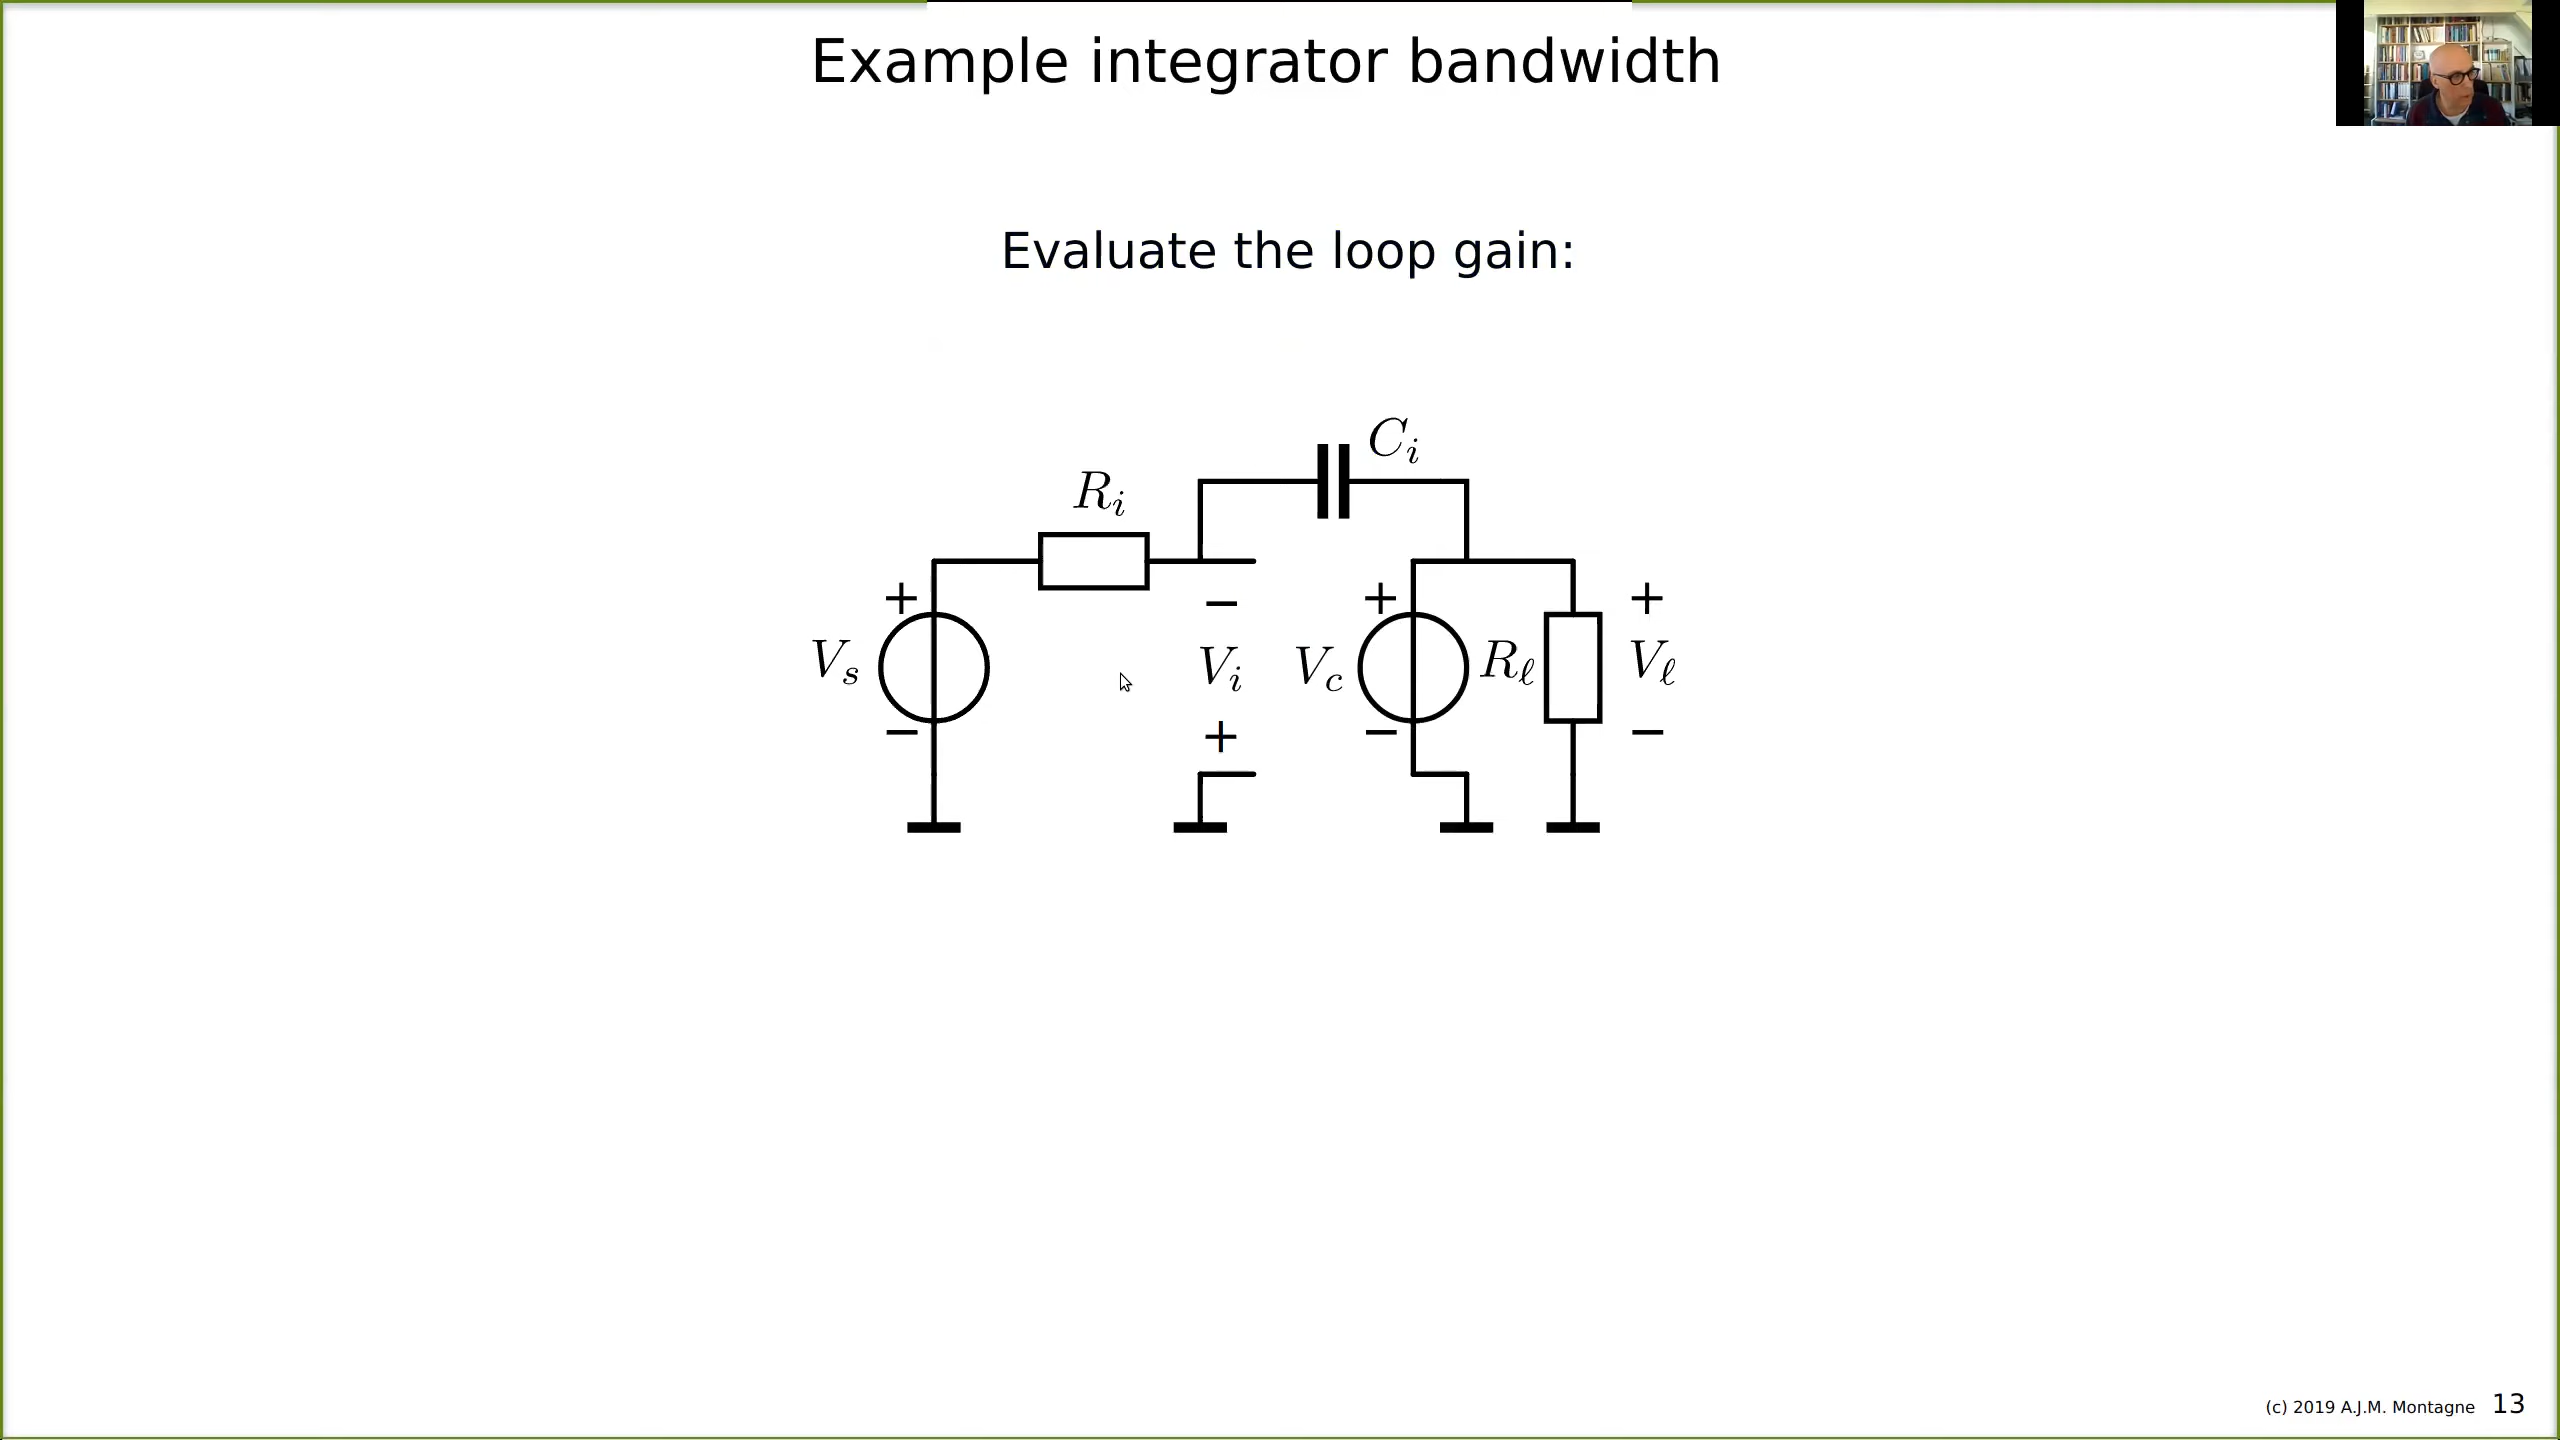 Example integrator bandwidth
Evaluate the loop gain:
C_i
R_i
+ − + +
V_s V_i V_c R_ℓ V_ℓ
− + − −
(c) 2019 A.J.M. Montagne 13